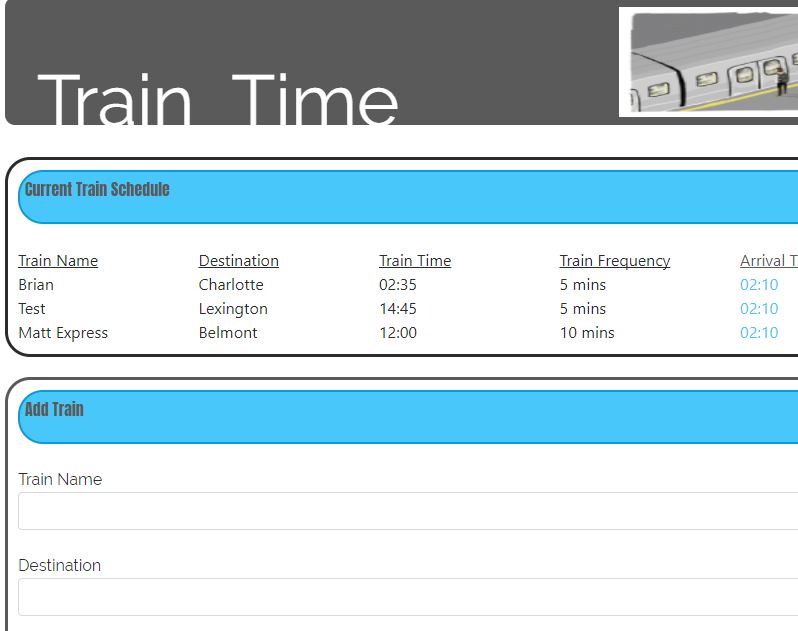 Train Time
Current Train Schedule
Train Name Destination Train Time Train Frequency Arrival T
Brian Charlotte 02:35 5 mins 02:10
Test Lexington 14:45 5 mins 02:10
Matt Express Belmont 12:00 10 mins 02:10
Add Train
Train Name
Destination